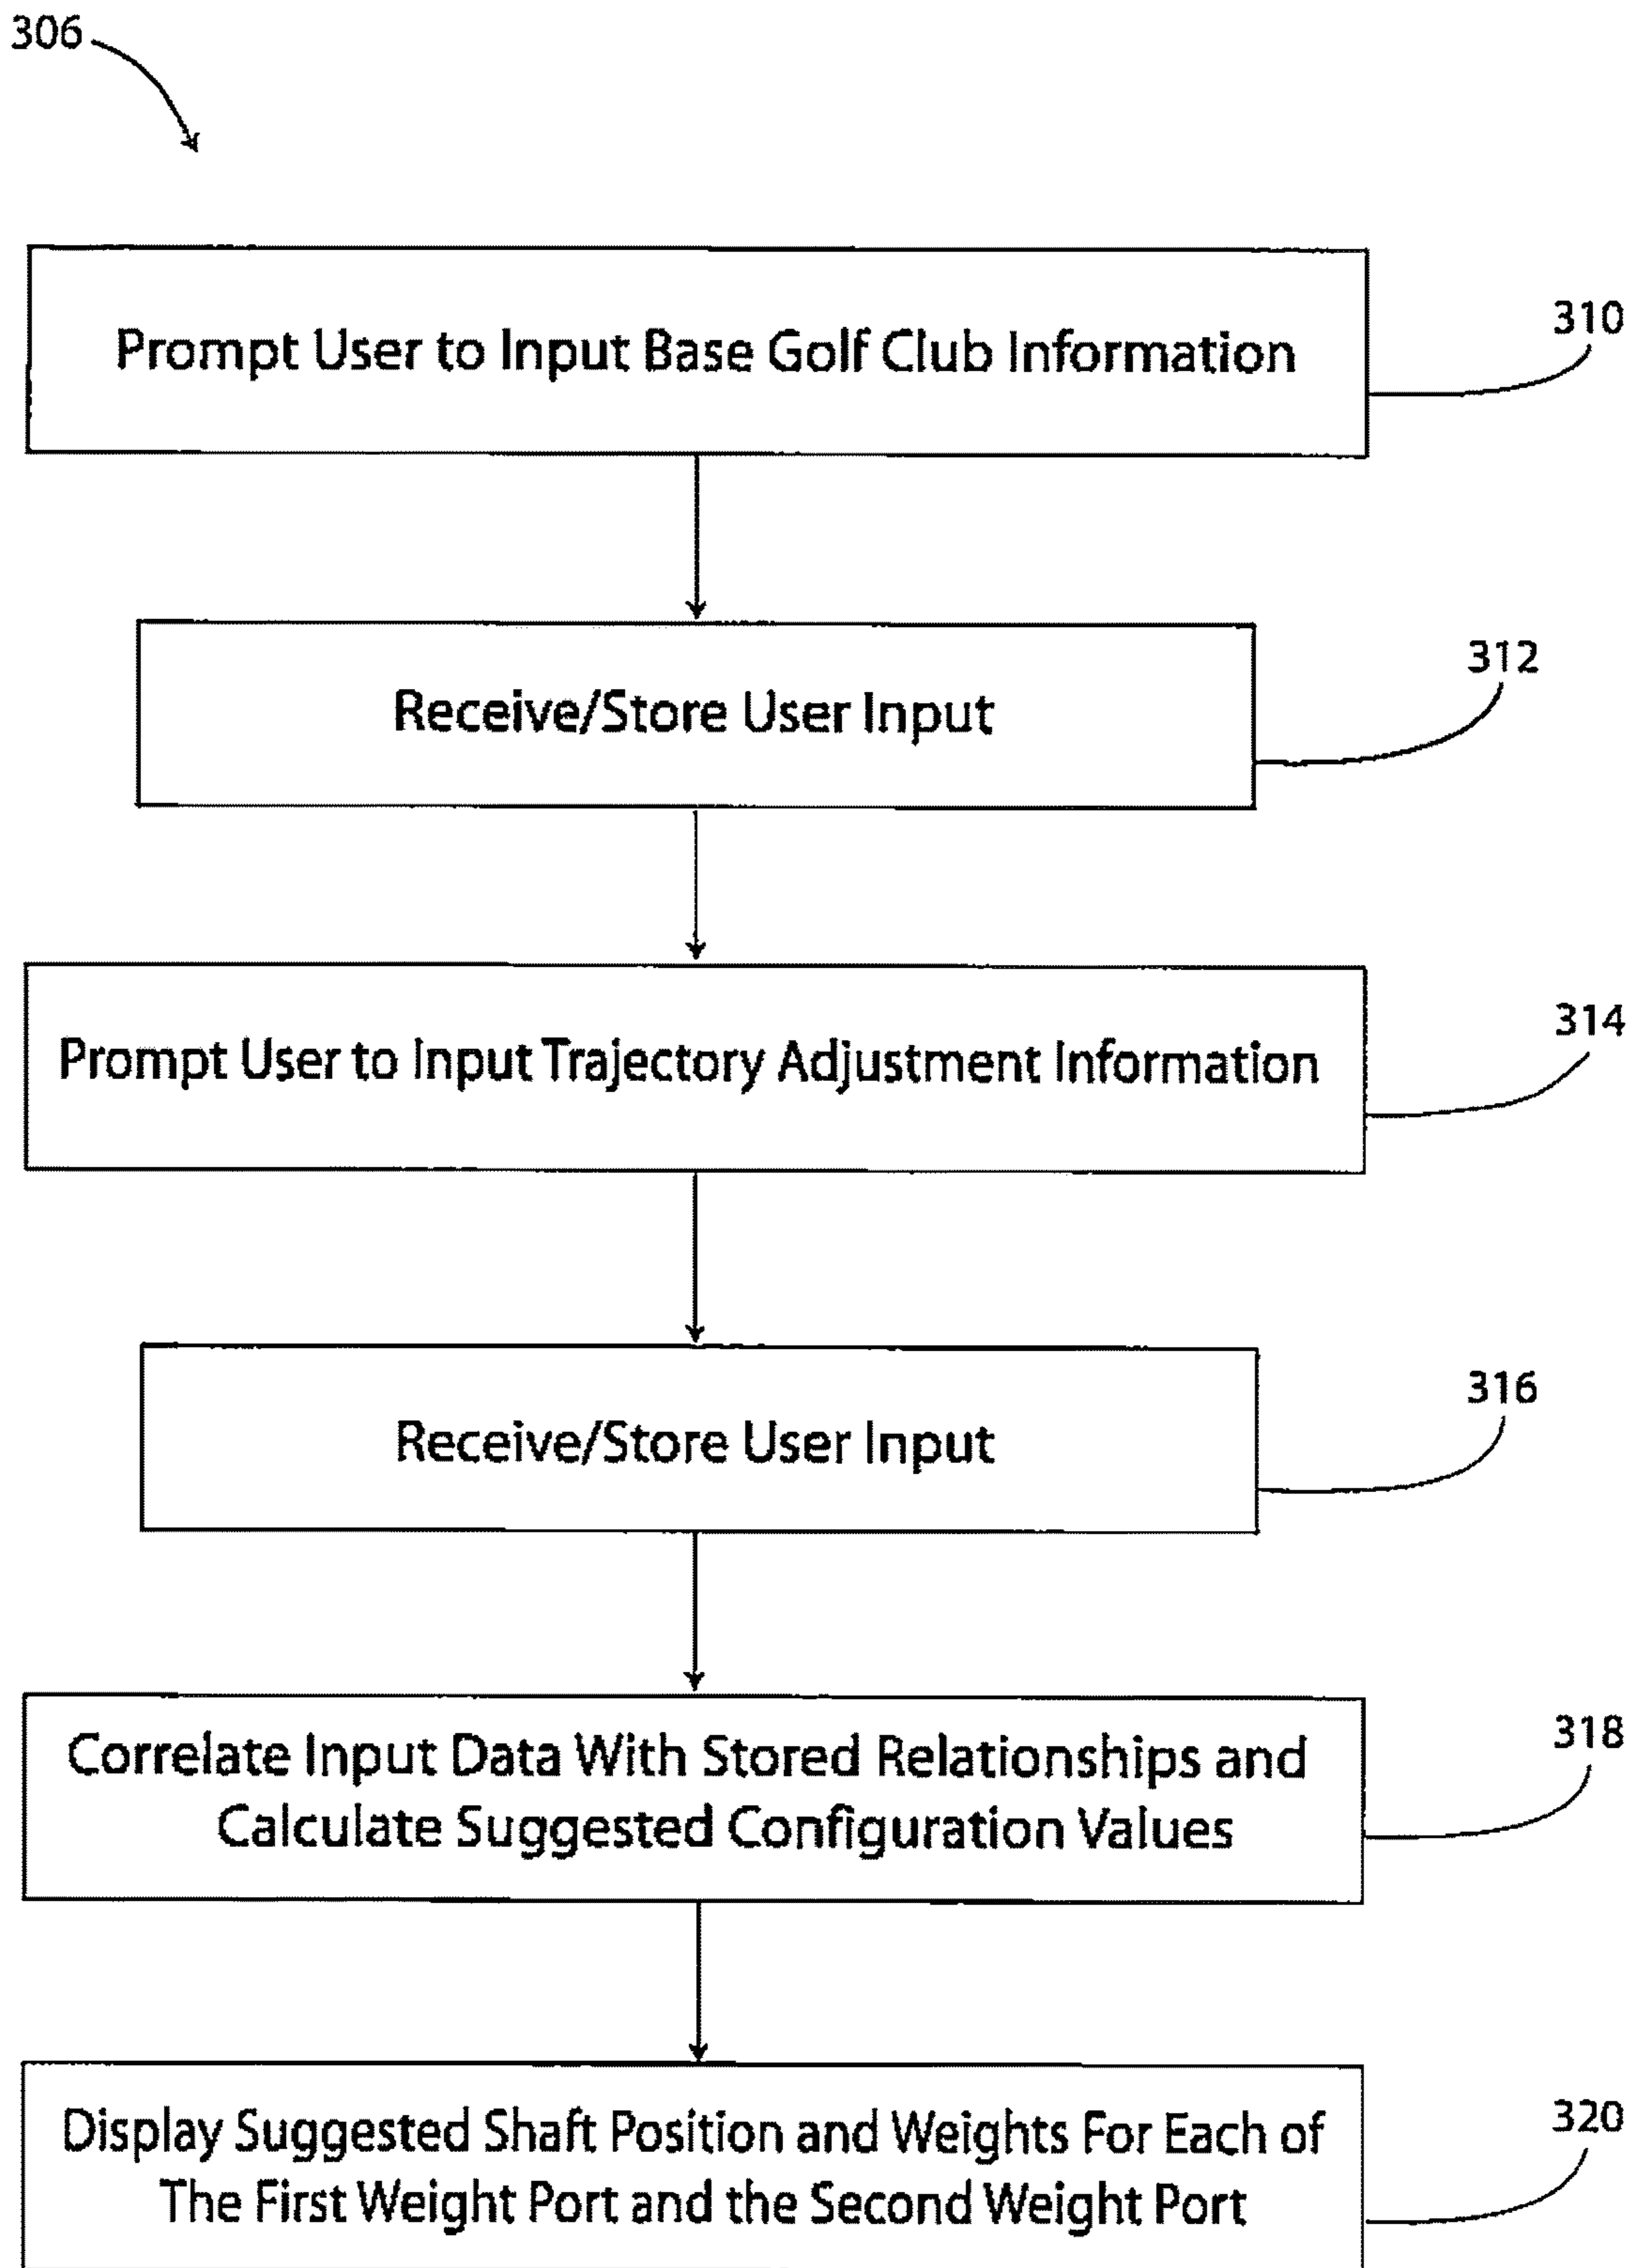 306
Prompt User to Input Base Golf Club Information
310
Receive/Store User Input
312
Prompt User to Input Trajectory Adjustment Information
314
Receive/Store User Input
316
Correlate Input Data With Stored Relationships and
Calculate Suggested Configuration Values
318
Display Suggested Shaft Position and Weights For Each of
The First Weight Port and the Second Weight Port
320